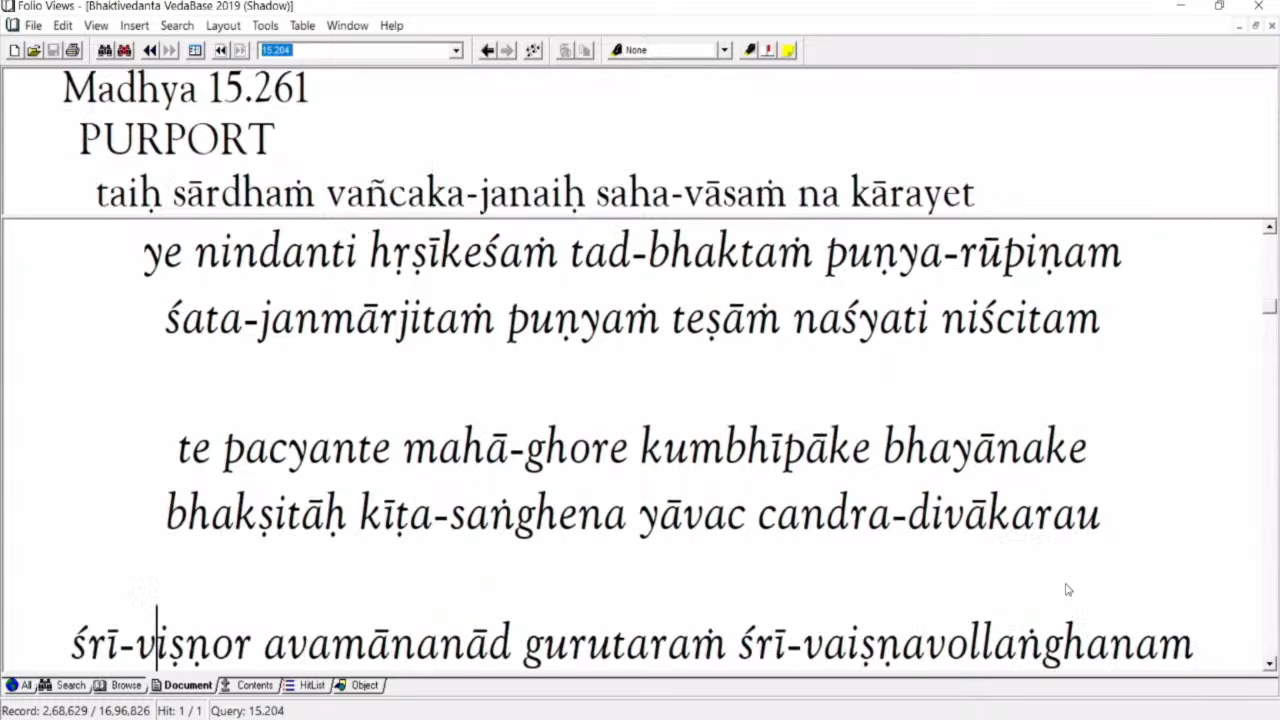 Folio Views - [Bhaktivedanta VedaBase 2019 (Shadow)]
File Edit View Insert Search Layout Tools Table Window Help
15.204 None
Madhya 15.261
PURPORT
taiḥ sārdhaṁ vañcaka-janaiḥ saha-vāsaṁ na kārayet
ye nindanti hṛṣīkeśaṁ tad-bhaktaṁ puṇya-rūpiṇam
śata-janmārjitaṁ puṇyaṁ teṣāṁ naśyati niścitam
te pacyante mahā-ghore kumbhīpāke bhayānake
bhakṣitāḥ kīṭa-saṅghena yāvac candra-divākarau
śrī-viṣṇor avamānanād gurutaraṁ śrī-vaiṣṇavollaṅghanam
All Search Browse Document Contents HitList Object
Record: 2,68,629 / 16,96,826 Hit: 1 / 1 Query: 15.204